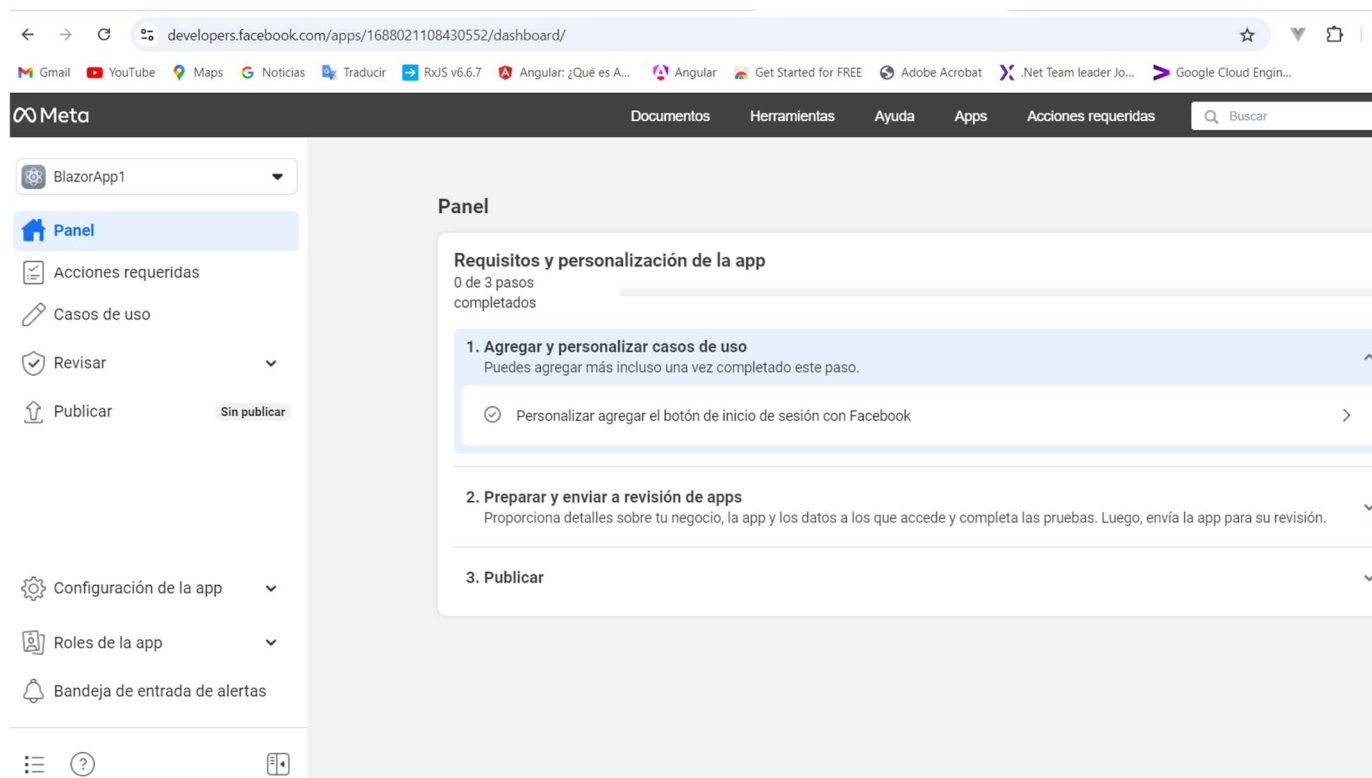 developers.facebook.com/apps/1688021108430552/dashboard/
Gmail YouTube Maps Noticias Traducir RxJS v6.6.7 Angular: ¿Qué es A... Angular Get Started for FREE Adobe Acrobat .Net Team leader Jo... Google Cloud Engin...
Meta Documentos Herramientas Ayuda Apps Acciones requeridas Buscar
BlazorApp1
Panel
Acciones requeridas
Casos de uso
Revisar
Publicar Sin publicar
Configuración de la app
Roles de la app
Bandeja de entrada de alertas
Panel
Requisitos y personalización de la app
0 de 3 pasos
completados
1. Agregar y personalizar casos de uso
Puedes agregar más incluso una vez completado este paso.
Personalizar agregar el botón de inicio de sesión con Facebook
2. Preparar y enviar a revisión de apps
Proporciona detalles sobre tu negocio, la app y los datos a los que accede y completa las pruebas. Luego, envía la app para su revisión.
3. Publicar